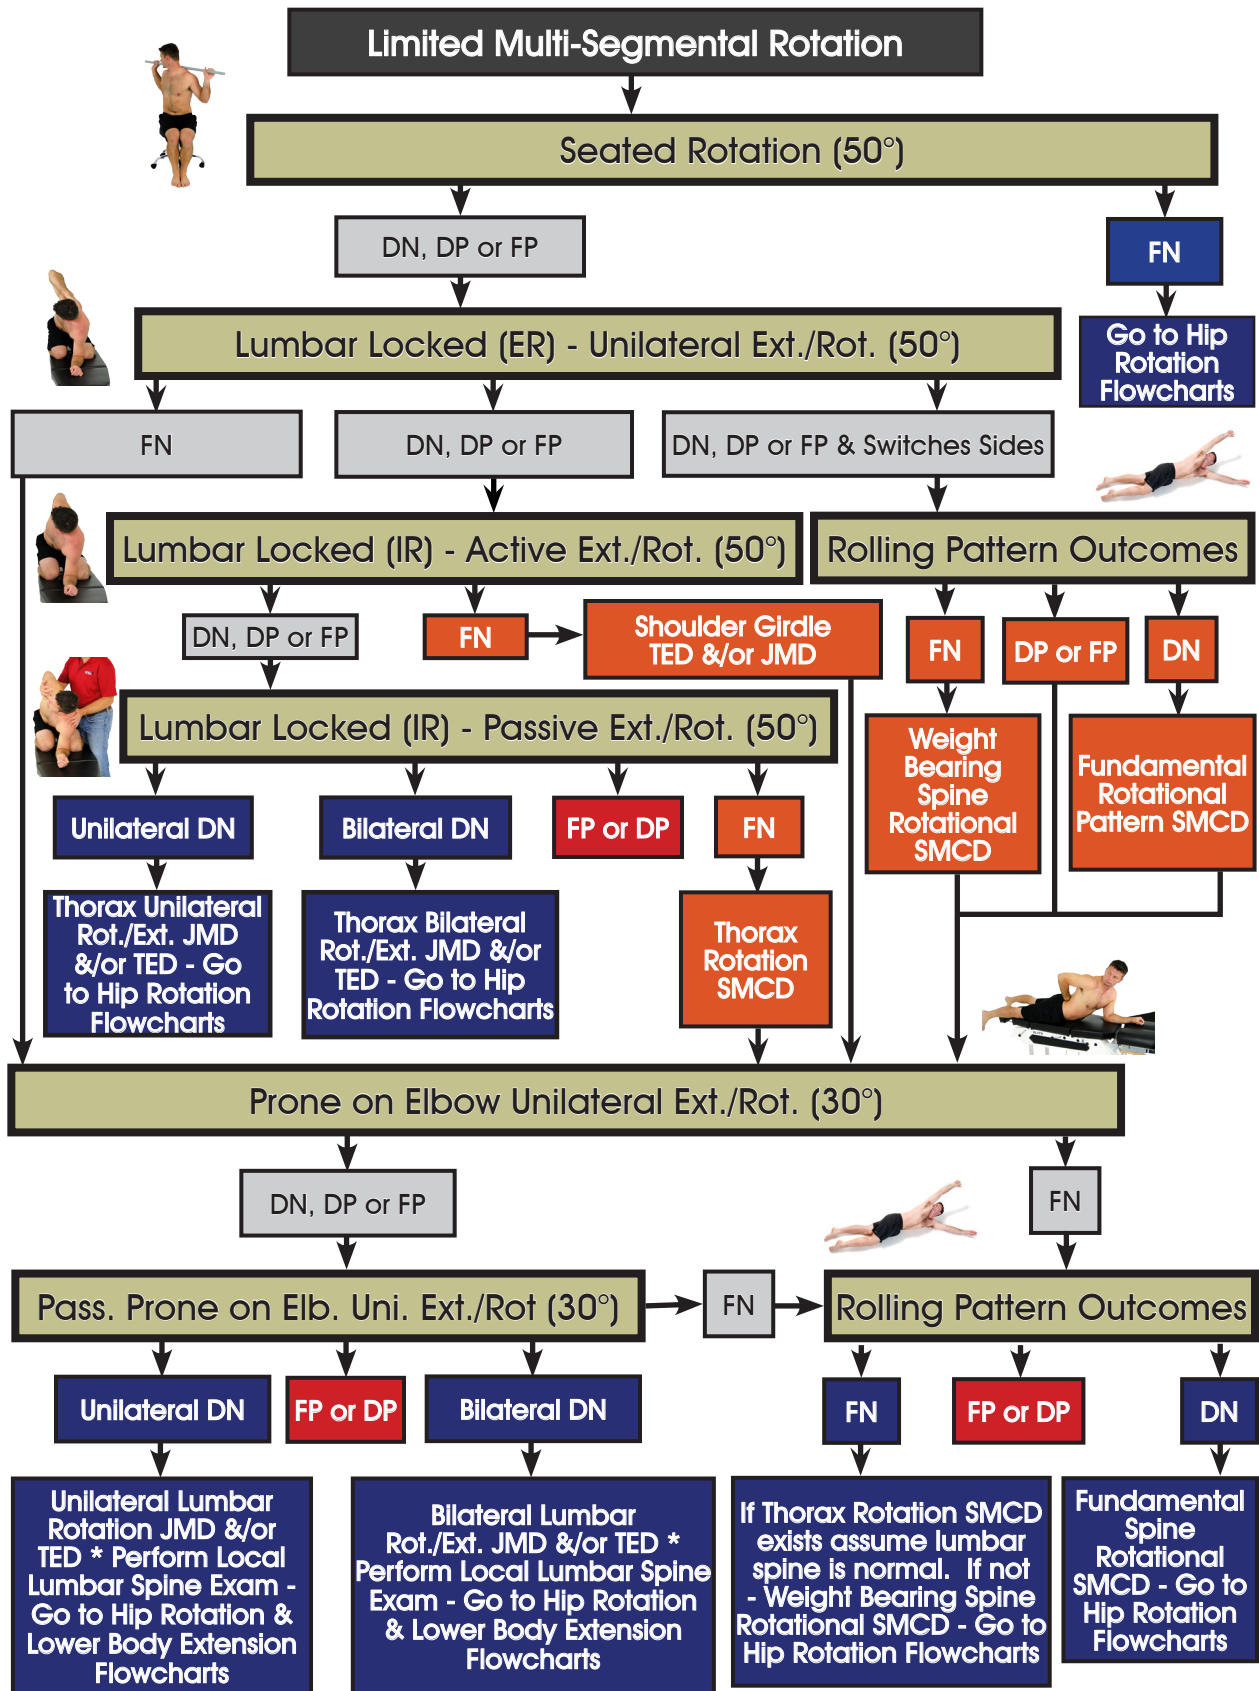 Limited Multi-Segmental Rotation
Seated Rotation (50°)
DN, DP or FP
FN
Lumbar Locked (ER) - Unilateral Ext./Rot. (50°)
Go to Hip
Rotation
Flowcharts
FN
DN, DP or FP
DN, DP or FP & Switches Sides
Lumbar Locked (IR) - Active Ext./Rot. (50°)
Rolling Pattern Outcomes
DN, DP or FP
FN
Shoulder Girdle
TED &/or JMD
FN
DP or FP
DN
Lumbar Locked (IR) - Passive Ext./Rot. (50°)
Weight
Bearing
Spine
Rotational
SMCD
Fundamental
Rotational
Pattern SMCD
Unilateral DN
Bilateral DN
FP or DP
FN
Thorax Unilateral
Rot./Ext. JMD
&/or TED - Go
to Hip Rotation
Flowcharts
Thorax Bilateral
Rot./Ext. JMD &/or
TED - Go to Hip
Rotation Flowcharts
Thorax
Rotation
SMCD
Prone on Elbow Unilateral Ext./Rot. (30°)
DN, DP or FP
FN
Pass. Prone on Elb. Uni. Ext./Rot (30°)
FN
Rolling Pattern Outcomes
Unilateral DN
FP or DP
Bilateral DN
FN
FP or DP
DN
Unilateral Lumbar
Rotation JMD &/or
TED * Perform Local
Lumbar Spine Exam -
Go to Hip Rotation &
Lower Body Extension
Flowcharts
Bilateral Lumbar
Rot./Ext. JMD &/or TED *
Perform Local Lumbar Spine
Exam - Go to Hip Rotation
& Lower Body Extension
Flowcharts
If Thorax Rotation SMCD
exists assume lumbar
spine is normal.  If not
- Weight Bearing Spine
Rotational SMCD - Go to
Hip Rotation Flowcharts
Fundamental
Spine
Rotational
SMCD - Go to
Hip Rotation
Flowcharts